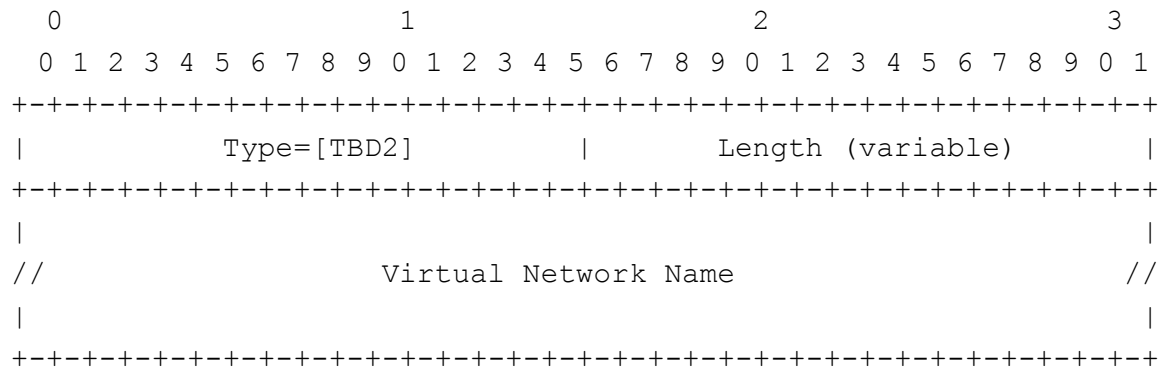 0                   1                   2                   3
0 1 2 3 4 5 6 7 8 9 0 1 2 3 4 5 6 7 8 9 0 1 2 3 4 5 6 7 8 9 0 1
+-+-+-+-+-+-+-+-+-+-+-+-+-+-+-+-+-+-+-+-+-+-+-+-+-+-+-+-+-+-+-+-+
|           Type=[TBD2]         |       Length (variable)       |
+-+-+-+-+-+-+-+-+-+-+-+-+-+-+-+-+-+-+-+-+-+-+-+-+-+-+-+-+-+-+-+-+
|                                                               |
//                   Virtual Network Name                      //
|                                                               |
+-+-+-+-+-+-+-+-+-+-+-+-+-+-+-+-+-+-+-+-+-+-+-+-+-+-+-+-+-+-+-+-+